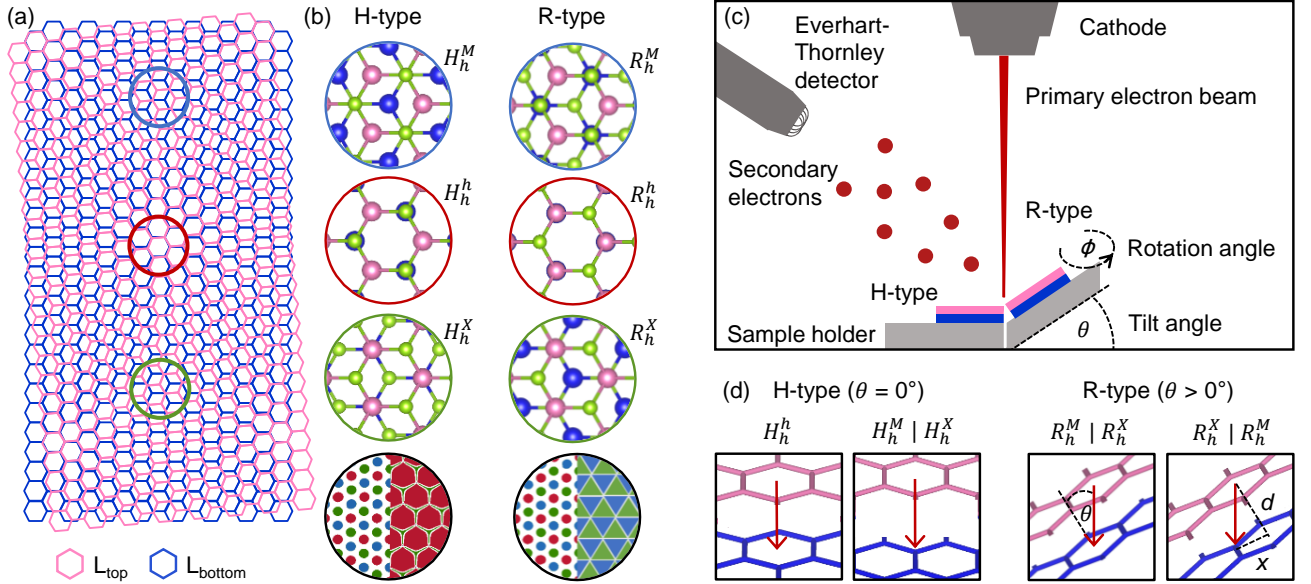 (a)
L_top
L_bottom
(b)
H-type
R-type
H_h^M
R_h^M
H_h^h
R_h^h
H_h^X
R_h^X
(c)
Everhart-
Thornley
detector
Cathode
Primary electron beam
Secondary
electrons
R-type
ϕ
Rotation angle
H-type
Sample holder
θ
Tilt angle
(d)
H-type (θ = 0°)
R-type (θ > 0°)
H_h^h
H_h^M | H_h^X
R_h^M | R_h^X
R_h^X | R_h^M
θ
d
x